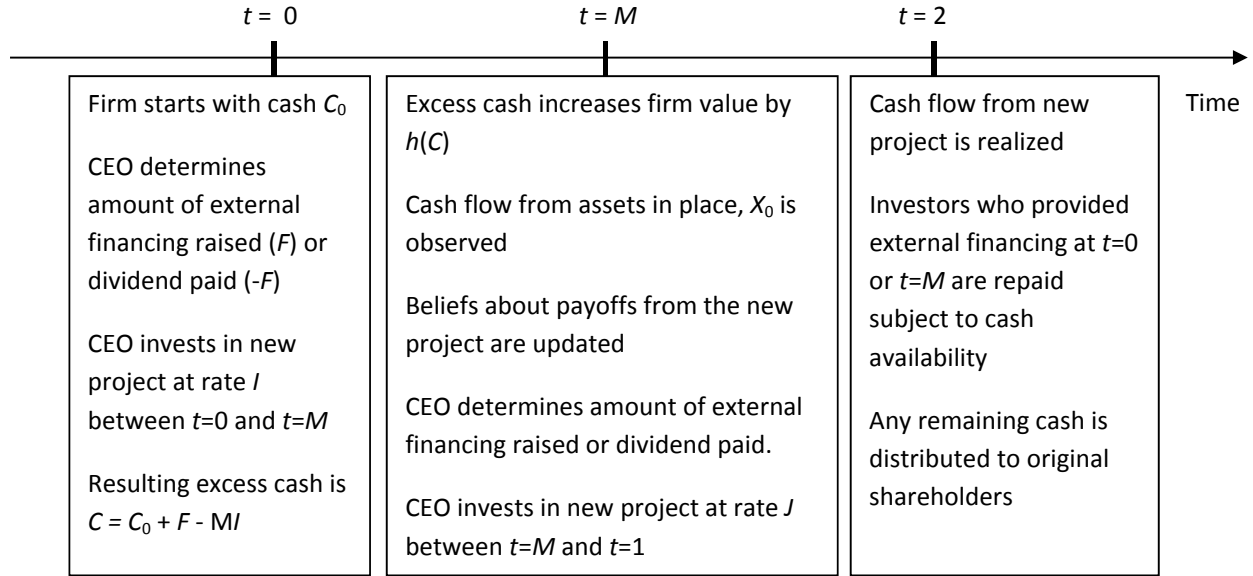 t = 0
t = M
t = 2
Firm starts with cash C₀
CEO determines
amount of external
financing raised (F) or
dividend paid (-F)
CEO invests in new
project at rate I
between t=0 and t=M
Resulting excess cash is
C = C₀ + F - MI
Excess cash increases firm value by
h(C)
Cash flow from assets in place, X₀ is
observed
Beliefs about payoffs from the new
project are updated
CEO determines amount of external
financing raised or dividend paid.
CEO invests in new project at rate J
between t=M and t=1
Cash flow from new
project is realized
Investors who provided
external financing at t=0
or t=M are repaid
subject to cash
availability
Any remaining cash is
distributed to original
shareholders
Time